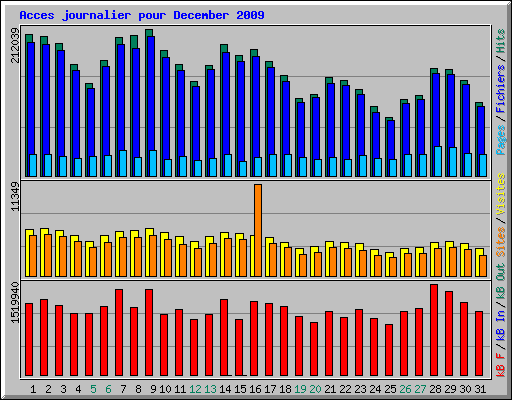 Acces journalier pour December 2009
212039
Pages / Fichiers / Hits
11349
Sites / Visites
1519940
kB F / kB In / kB Out
1 2 3 4 5 6 7 8 9 10 11 12 13 14 15 16 17 18 19 20 21 22 23 24 25 26 27 28 29 30 31